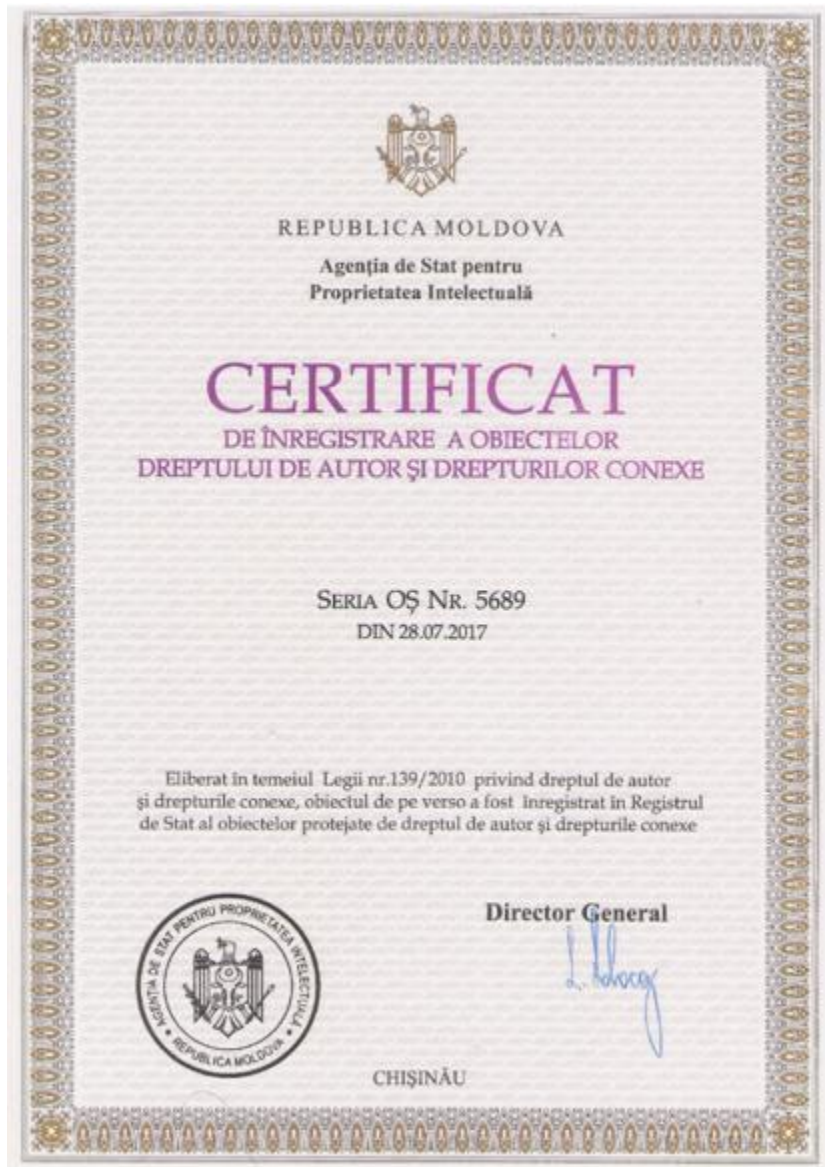 REPUBLICA MOLDOVA
Agenția de Stat pentru
Proprietatea Intelectuală
CERTIFICAT
DE ÎNREGISTRARE A OBIECTELOR
DREPTULUI DE AUTOR ȘI DREPTURILOR CONEXE
SERIA OȘ NR. 5689
DIN 28.07.2017
Eliberat în temeiul Legii nr.139/2010 privind dreptul de autor
și drepturile conexe, obiectul de pe verso a fost înregistrat în Registrul
de Stat al obiectelor protejate de dreptul de autor și drepturile conexe
Director General
AGENȚIA DE STAT PENTRU PROPRIETATEA INTELECTUALĂ
REPUBLICA MOLDOVA
CHIȘINĂU